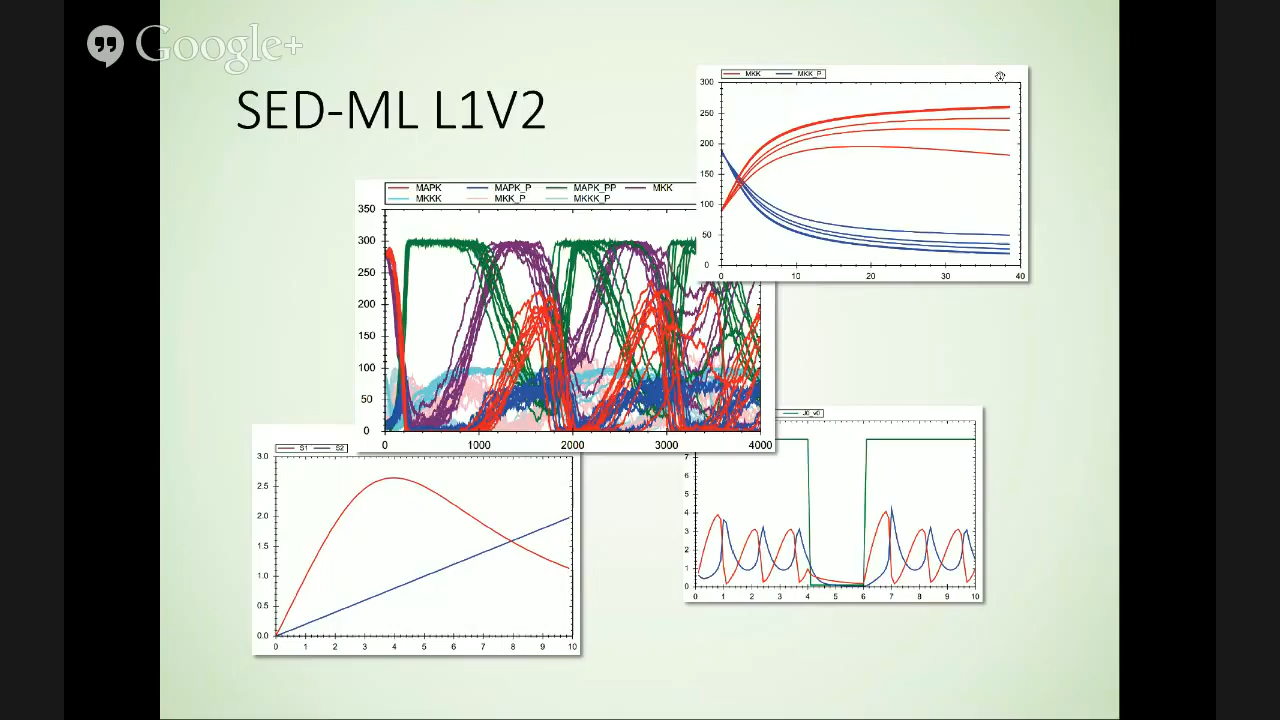 Google+
SED-ML L1V2
MKK MKK_P
300
250
200
150
100
50
0
0 10 20 30 40
MAPK MAPK_P MAPK_PP MKK
MKKK MKK_P MKKK_P
350
300
250
200
150
100
50
0
0 1000 2000 3000 4000
S1 S2
3.0
2.5
2.0
1.5
1.0
0.5
0.0
0 1 2 3 4 5 6 7 8 9 10
J0_v0
7
6
5
4
3
2
1
0
0 1 2 3 4 5 6 7 8 9 10